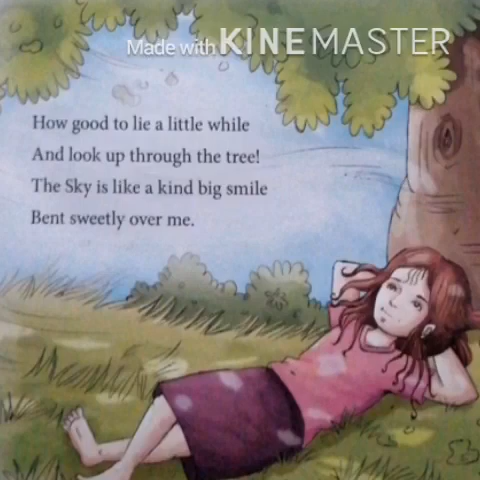 Made with KINEMASTER
How good to lie a little while
And look up through the tree!
The Sky is like a kind big smile
Bent sweetly over me.